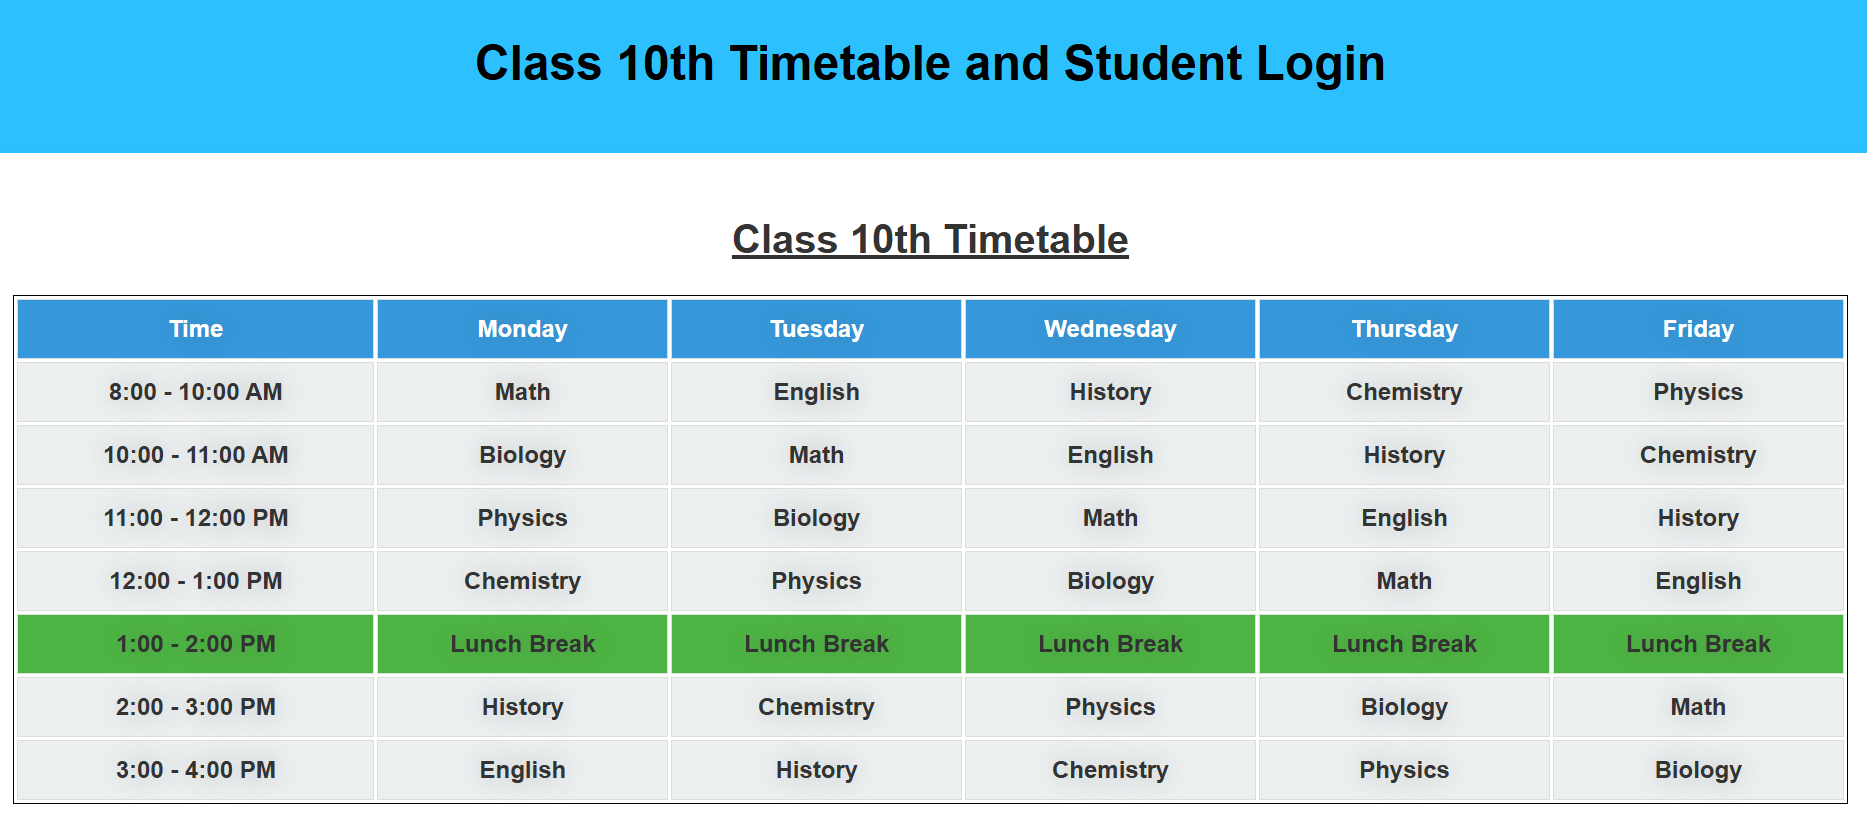 Class 10th Timetable and Student Login
Class 10th Timetable
Time Monday Tuesday Wednesday Thursday Friday
8:00 - 10:00 AM Math English History Chemistry Physics
10:00 - 11:00 AM Biology Math English History Chemistry
11:00 - 12:00 PM Physics Biology Math English History
12:00 - 1:00 PM Chemistry Physics Biology Math English
1:00 - 2:00 PM Lunch Break Lunch Break Lunch Break Lunch Break Lunch Break
2:00 - 3:00 PM History Chemistry Physics Biology Math
3:00 - 4:00 PM English History Chemistry Physics Biology